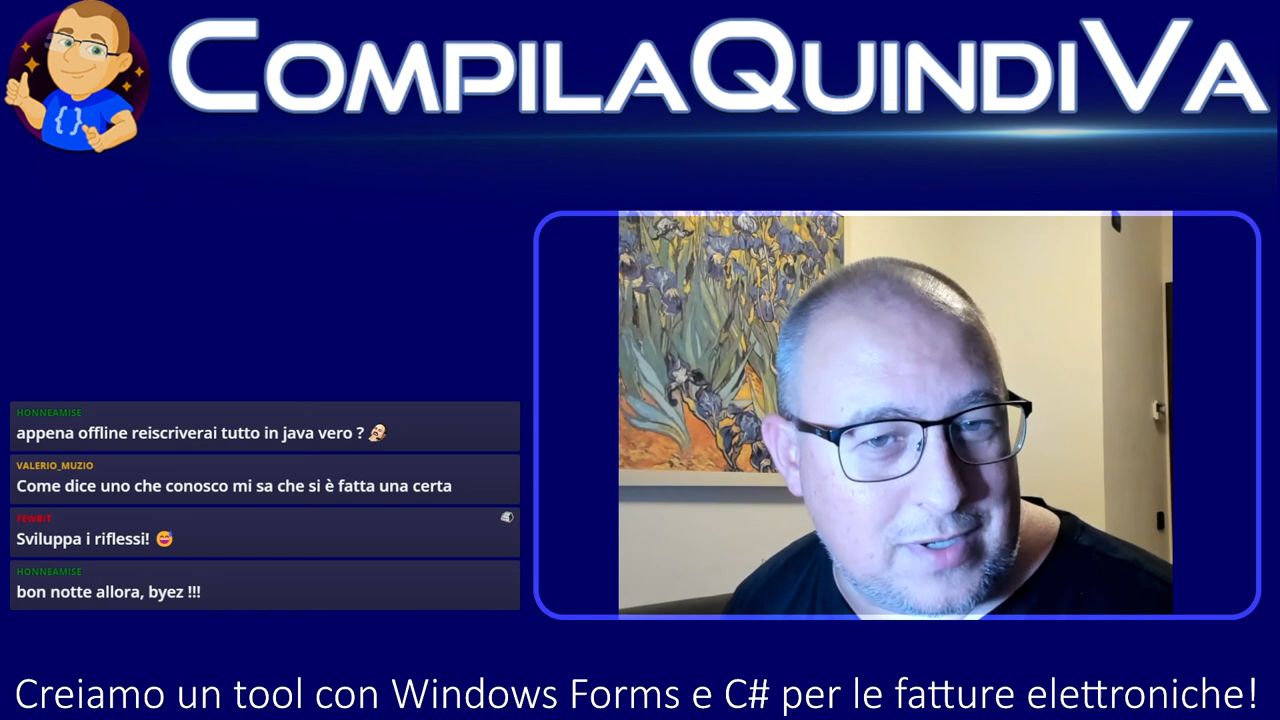 COMPILAQUINDIVA
{ }
HONNEAMISE
appena offline reiscriverai tutto in java vero ?
VALERIO_MUZIO
Come dice uno che conosco mi sa che si è fatta una certa
FEWBIT
Sviluppa i riflessi! 😅
HONNEAMISE
bon notte allora, byez !!!
Creiamo un tool con Windows Forms e C# per le fatture elettroniche!